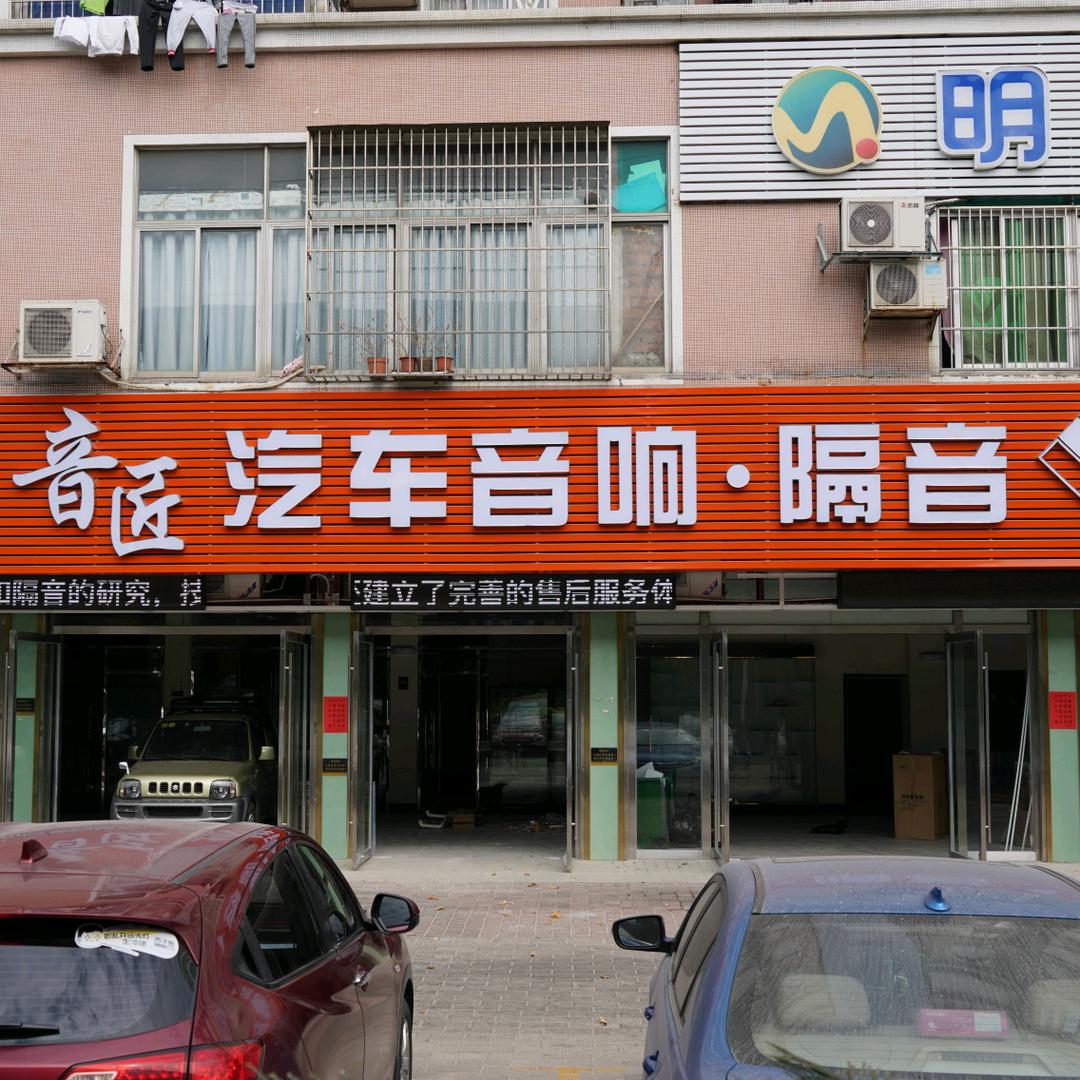 明
音匠 汽车音响·隔音
隔音的研究，技
建立了完善的售后服务体